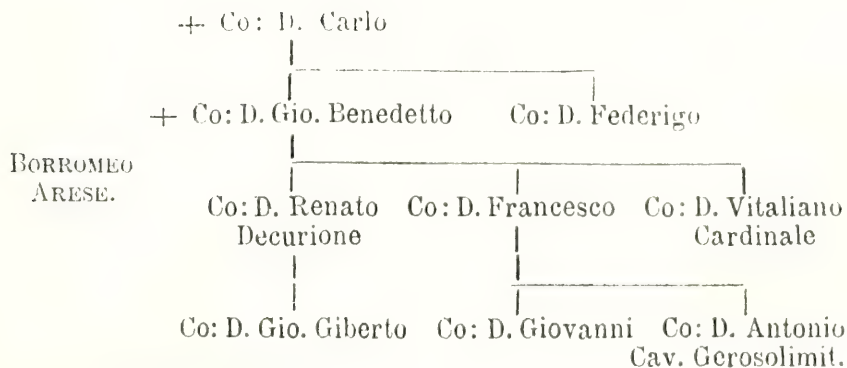 + Co: D. Carlo
+ Co: D. Gio. Benedetto Co: D. Federigo
BORROMEO
ARESE.
Co: D. Renato Co: D. Francesco Co: D. Vitaliano
Decurione Cardinale
Co: D. Gio. Giberto Co: D. Giovanni Co: D. Antonio
Cav. Gerosolimit.